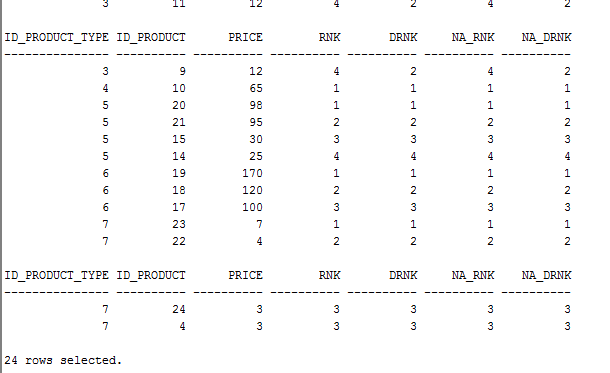 3 11 12 4 2 4 2
ID_PRODUCT_TYPE ID_PRODUCT PRICE RNK DRNK NA_RNK NA_DRNK
--------------- ---------- ---------- ---------- ---------- ---------- ----------
3 9 12 4 2 4 2
4 10 65 1 1 1 1
5 20 98 1 1 1 1
5 21 95 2 2 2 2
5 15 30 3 3 3 3
5 14 25 4 4 4 4
6 19 170 1 1 1 1
6 18 120 2 2 2 2
6 17 100 3 3 3 3
7 23 7 1 1 1 1
7 22 4 2 2 2 2
ID_PRODUCT_TYPE ID_PRODUCT PRICE RNK DRNK NA_RNK NA_DRNK
--------------- ---------- ---------- ---------- ---------- ---------- ----------
7 24 3 3 3 3 3
7 4 3 3 3 3 3
24 rows selected.